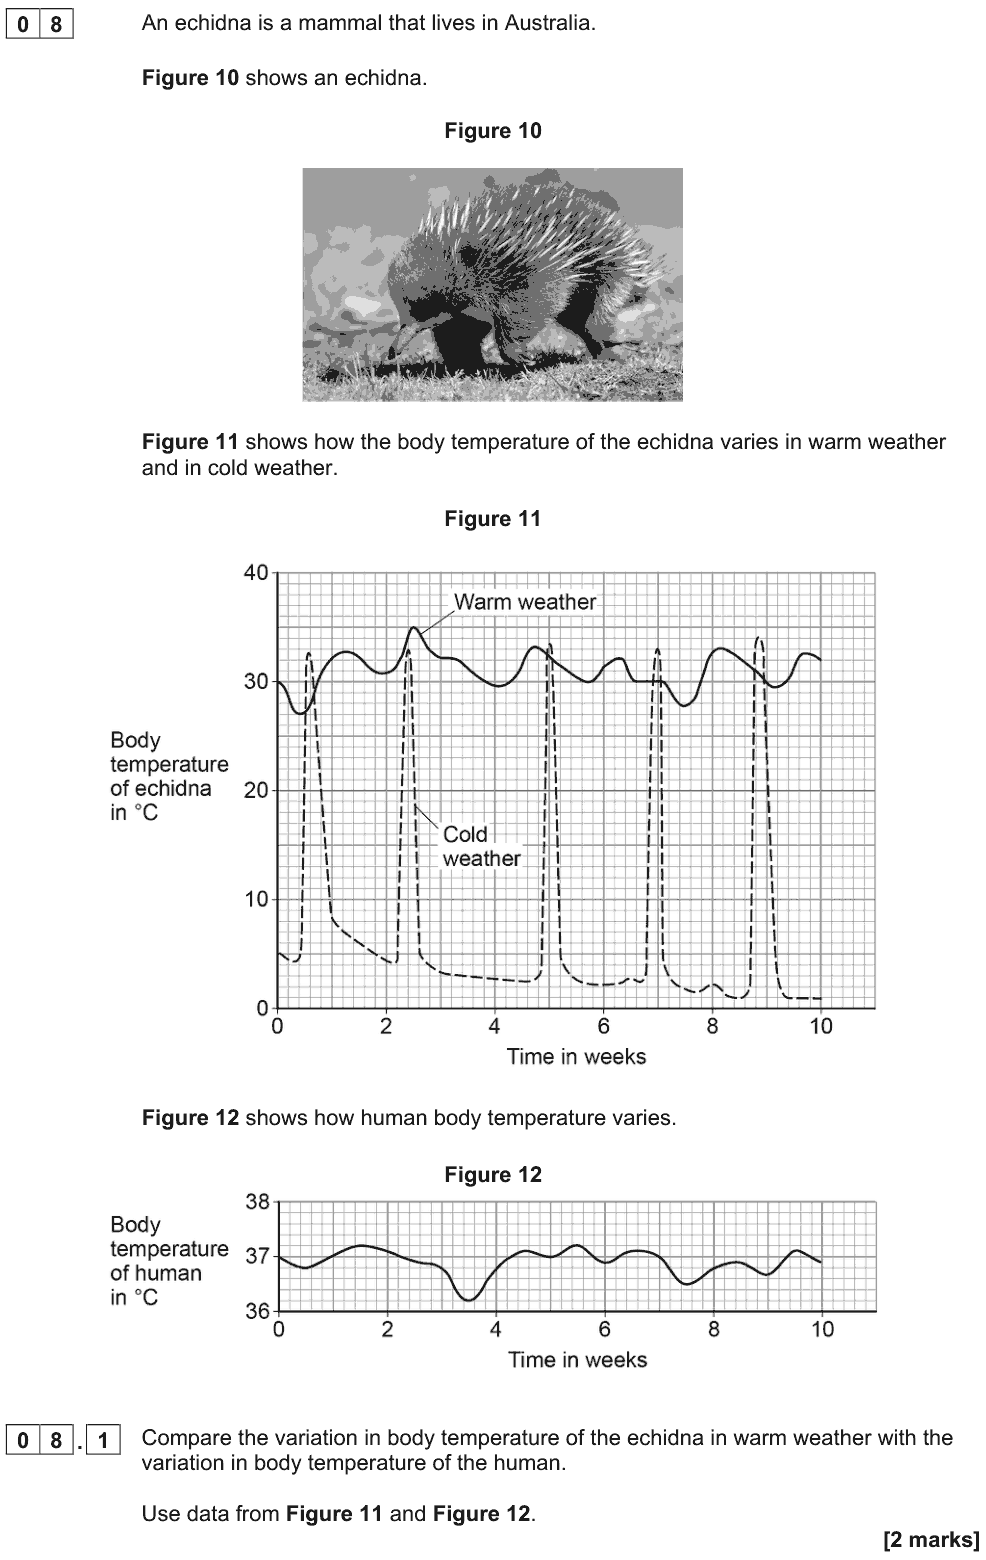 0 8
An echidna is a mammal that lives in Australia.
Figure 10 shows an echidna.
Figure 10
Figure 11 shows how the body temperature of the echidna varies in warm weather
and in cold weather.
Figure 11
40
30
20
10
0
Body
temperature
of echidna
in °C
Warm weather
Cold
weather
0 2 4 6 8 10
Time in weeks
Figure 12 shows how human body temperature varies.
Figure 12
38
37
36
Body
temperature
of human
in °C
0 2 4 6 8 10
Time in weeks
0 8 . 1
Compare the variation in body temperature of the echidna in warm weather with the
variation in body temperature of the human.
Use data from Figure 11 and Figure 12.
[2 marks]